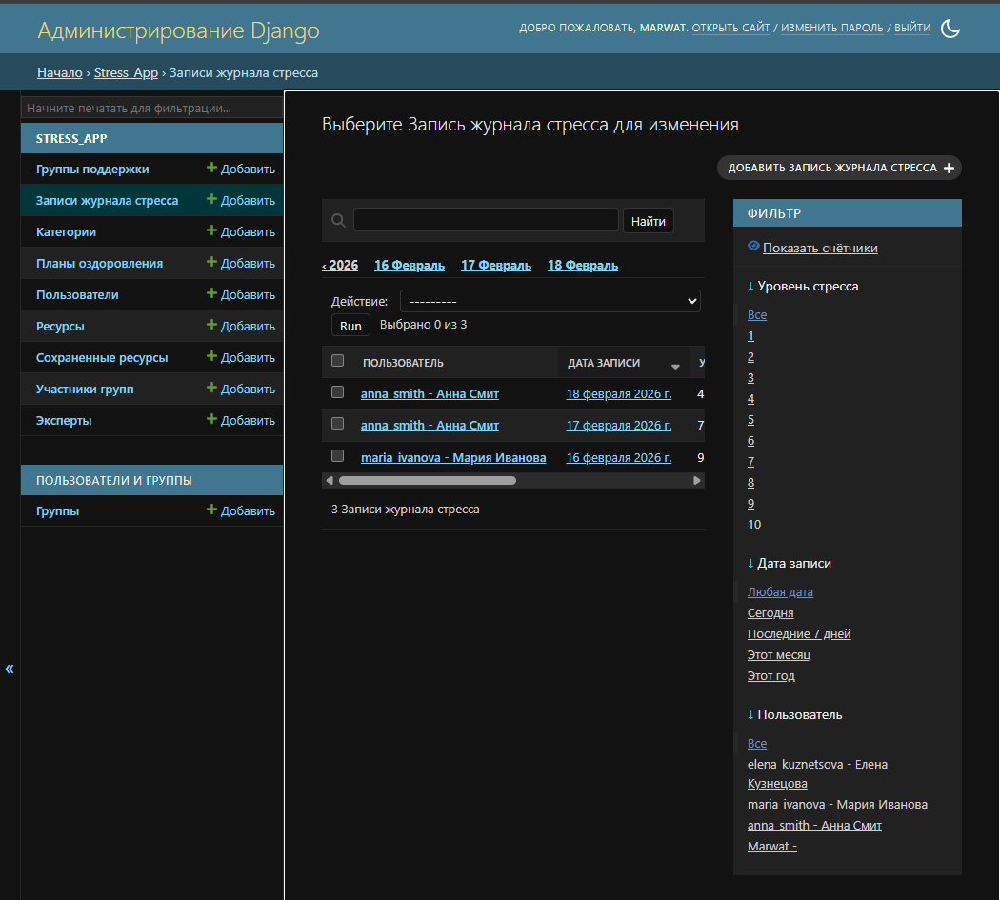 Администрирование Django
ДОБРО ПОЖАЛОВАТЬ, MARWAT. ОТКРЫТЬ САЙТ / ИЗМЕНИТЬ ПАРОЛЬ / ВЫЙТИ
Начало › Stress_App › Записи журнала стресса
Начните печатать для фильтрации...
STRESS_APP
Группы поддержки + Добавить
Записи журнала стресса + Добавить
Категории + Добавить
Планы оздоровления + Добавить
Пользователи + Добавить
Ресурсы + Добавить
Сохраненные ресурсы + Добавить
Участники групп + Добавить
Эксперты + Добавить
ПОЛЬЗОВАТЕЛИ И ГРУППЫ
Группы + Добавить
«
Выберите Запись журнала стресса для изменения
ДОБАВИТЬ ЗАПИСЬ ЖУРНАЛА СТРЕССА +
Найти
‹ 2026 16 Февраль 17 Февраль 18 Февраль
Действие: ---------
Run Выбрано 0 из 3
ПОЛЬЗОВАТЕЛЬ ДАТА ЗАПИСИ У
anna_smith - Анна Смит 18 февраля 2026 г. 4
anna_smith - Анна Смит 17 февраля 2026 г. 7
maria_ivanova - Мария Иванова 16 февраля 2026 г. 9
3 Записи журнала стресса
ФИЛЬТР
Показать счётчики
↓ Уровень стресса
Все
1
2
3
4
5
6
7
8
9
10
↓ Дата записи
Любая дата
Сегодня
Последние 7 дней
Этот месяц
Этот год
↓ Пользователь
Все
elena_kuznetsova - Елена
Кузнецова
maria_ivanova - Мария Иванова
anna_smith - Анна Смит
Marwat -